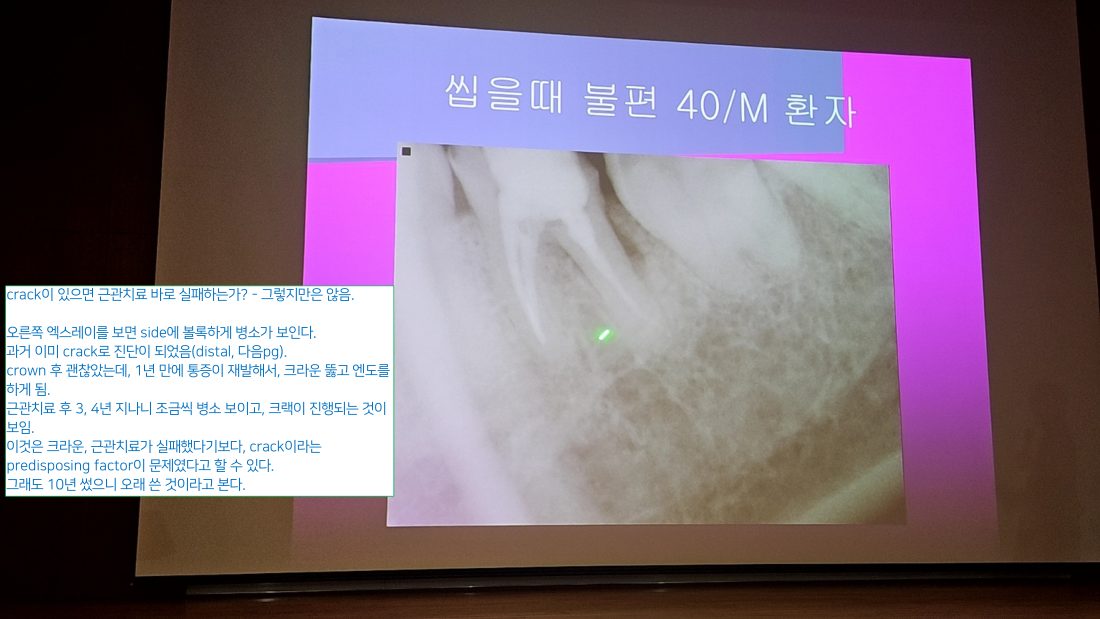 씹을때 불편 40/M 환자
crack이 있으면 근관치료 바로 실패하는가? - 그렇지만은 않음.
오른쪽 엑스레이를 보면 side에 볼록하게 병소가 보인다.
과거 이미 crack로 진단이 되었음(distal, 다음pg).
crown 후 괜찮았는데, 1년 만에 통증이 재발해서, 크라운 뚫고 엔도를
하게 됨.
근관치료 후 3, 4년 지나니 조금씩 병소 보이고, 크랙이 진행되는 것이
보임.
이것은 크라운, 근관치료가 실패했다기보다, crack이라는
predisposing factor이 문제였다고 할 수 있다.
그래도 10년 썼으니 오래 쓴 것이라고 본다.